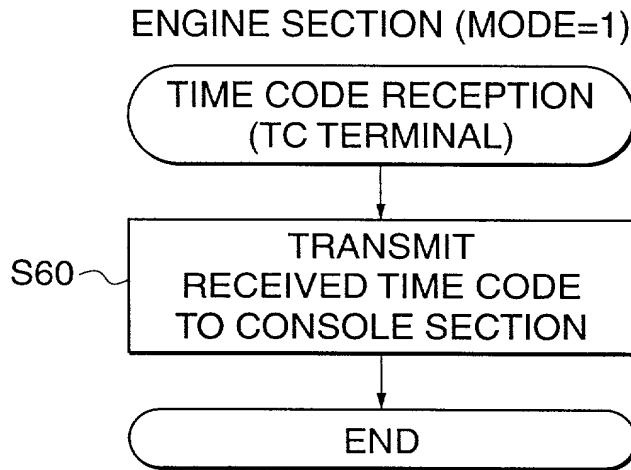 ENGINE SECTION (MODE=1)
TIME CODE RECEPTION
(TC TERMINAL)
S60
TRANSMIT
RECEIVED TIME CODE
TO CONSOLE SECTION
END